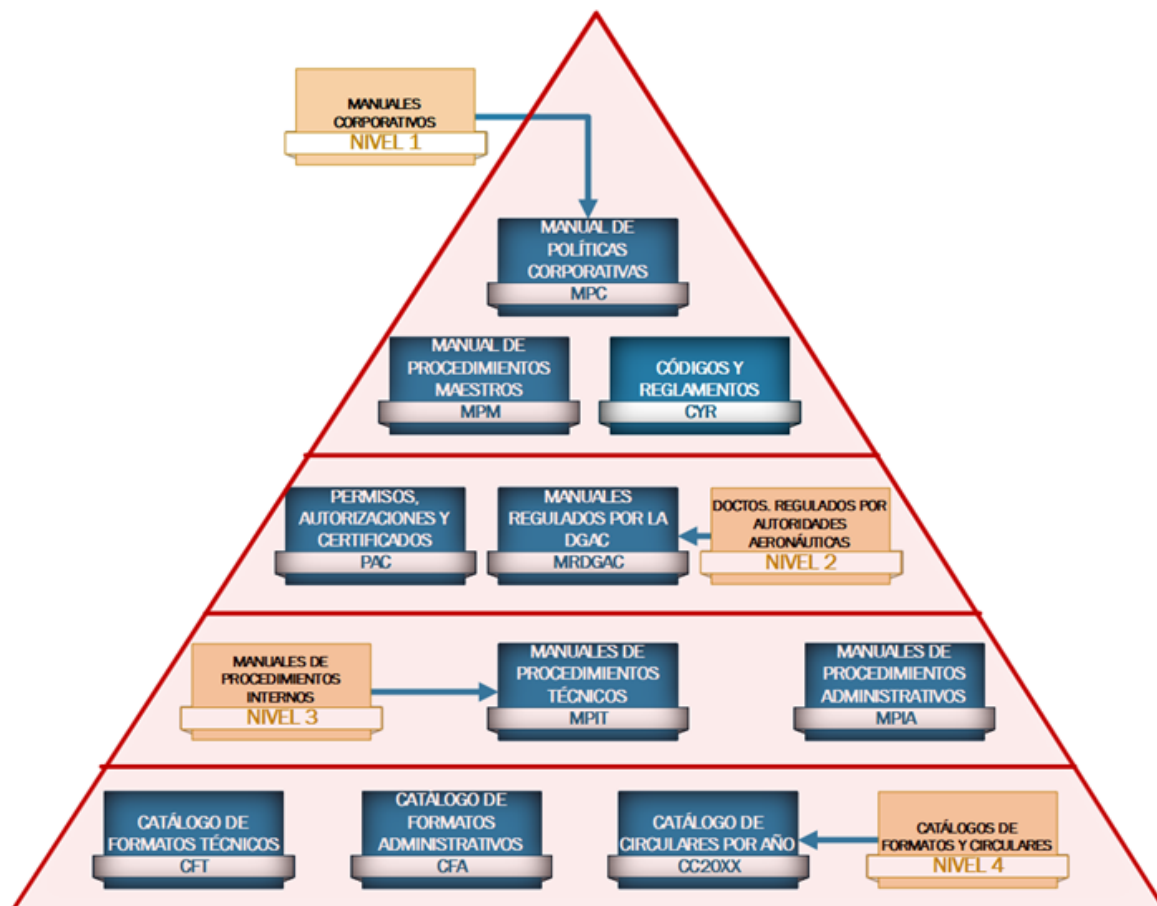 MANUALES
CORPORATIVOS
NIVEL 1
MANUAL DE
POLÍTICAS
CORPORATIVAS
MPC
MANUAL DE
PROCEDIMIENTOS
MAESTROS
MPM
CÓDIGOS Y
REGLAMENTOS
CYR
PERMISOS,
AUTORIZACIONES Y
CERTIFICADOS
PAC
MANUALES
REGULADOS POR LA
DGAC
MRDGAC
DOCTOS. REGULADOS POR
AUTORIDADES
AERONÁUTICAS
NIVEL 2
MANUALES DE
PROCEDIMIENTOS
INTERNOS
NIVEL 3
MANUALES DE
PROCEDIMIENTOS
TÉCNICOS
MPIT
MANUALES DE
PROCEDIMIENTOS
ADMINISTRATIVOS
MPIA
CATÁLOGO DE
FORMATOS TÉCNICOS
CFT
CATÁLOGO DE
FORMATOS
ADMINISTRATIVOS
CFA
CATÁLOGO DE
CIRCULARES POR AÑO
CC20XX
CATÁLOGOS DE
FORMATOS Y CIRCULARES
NIVEL 4